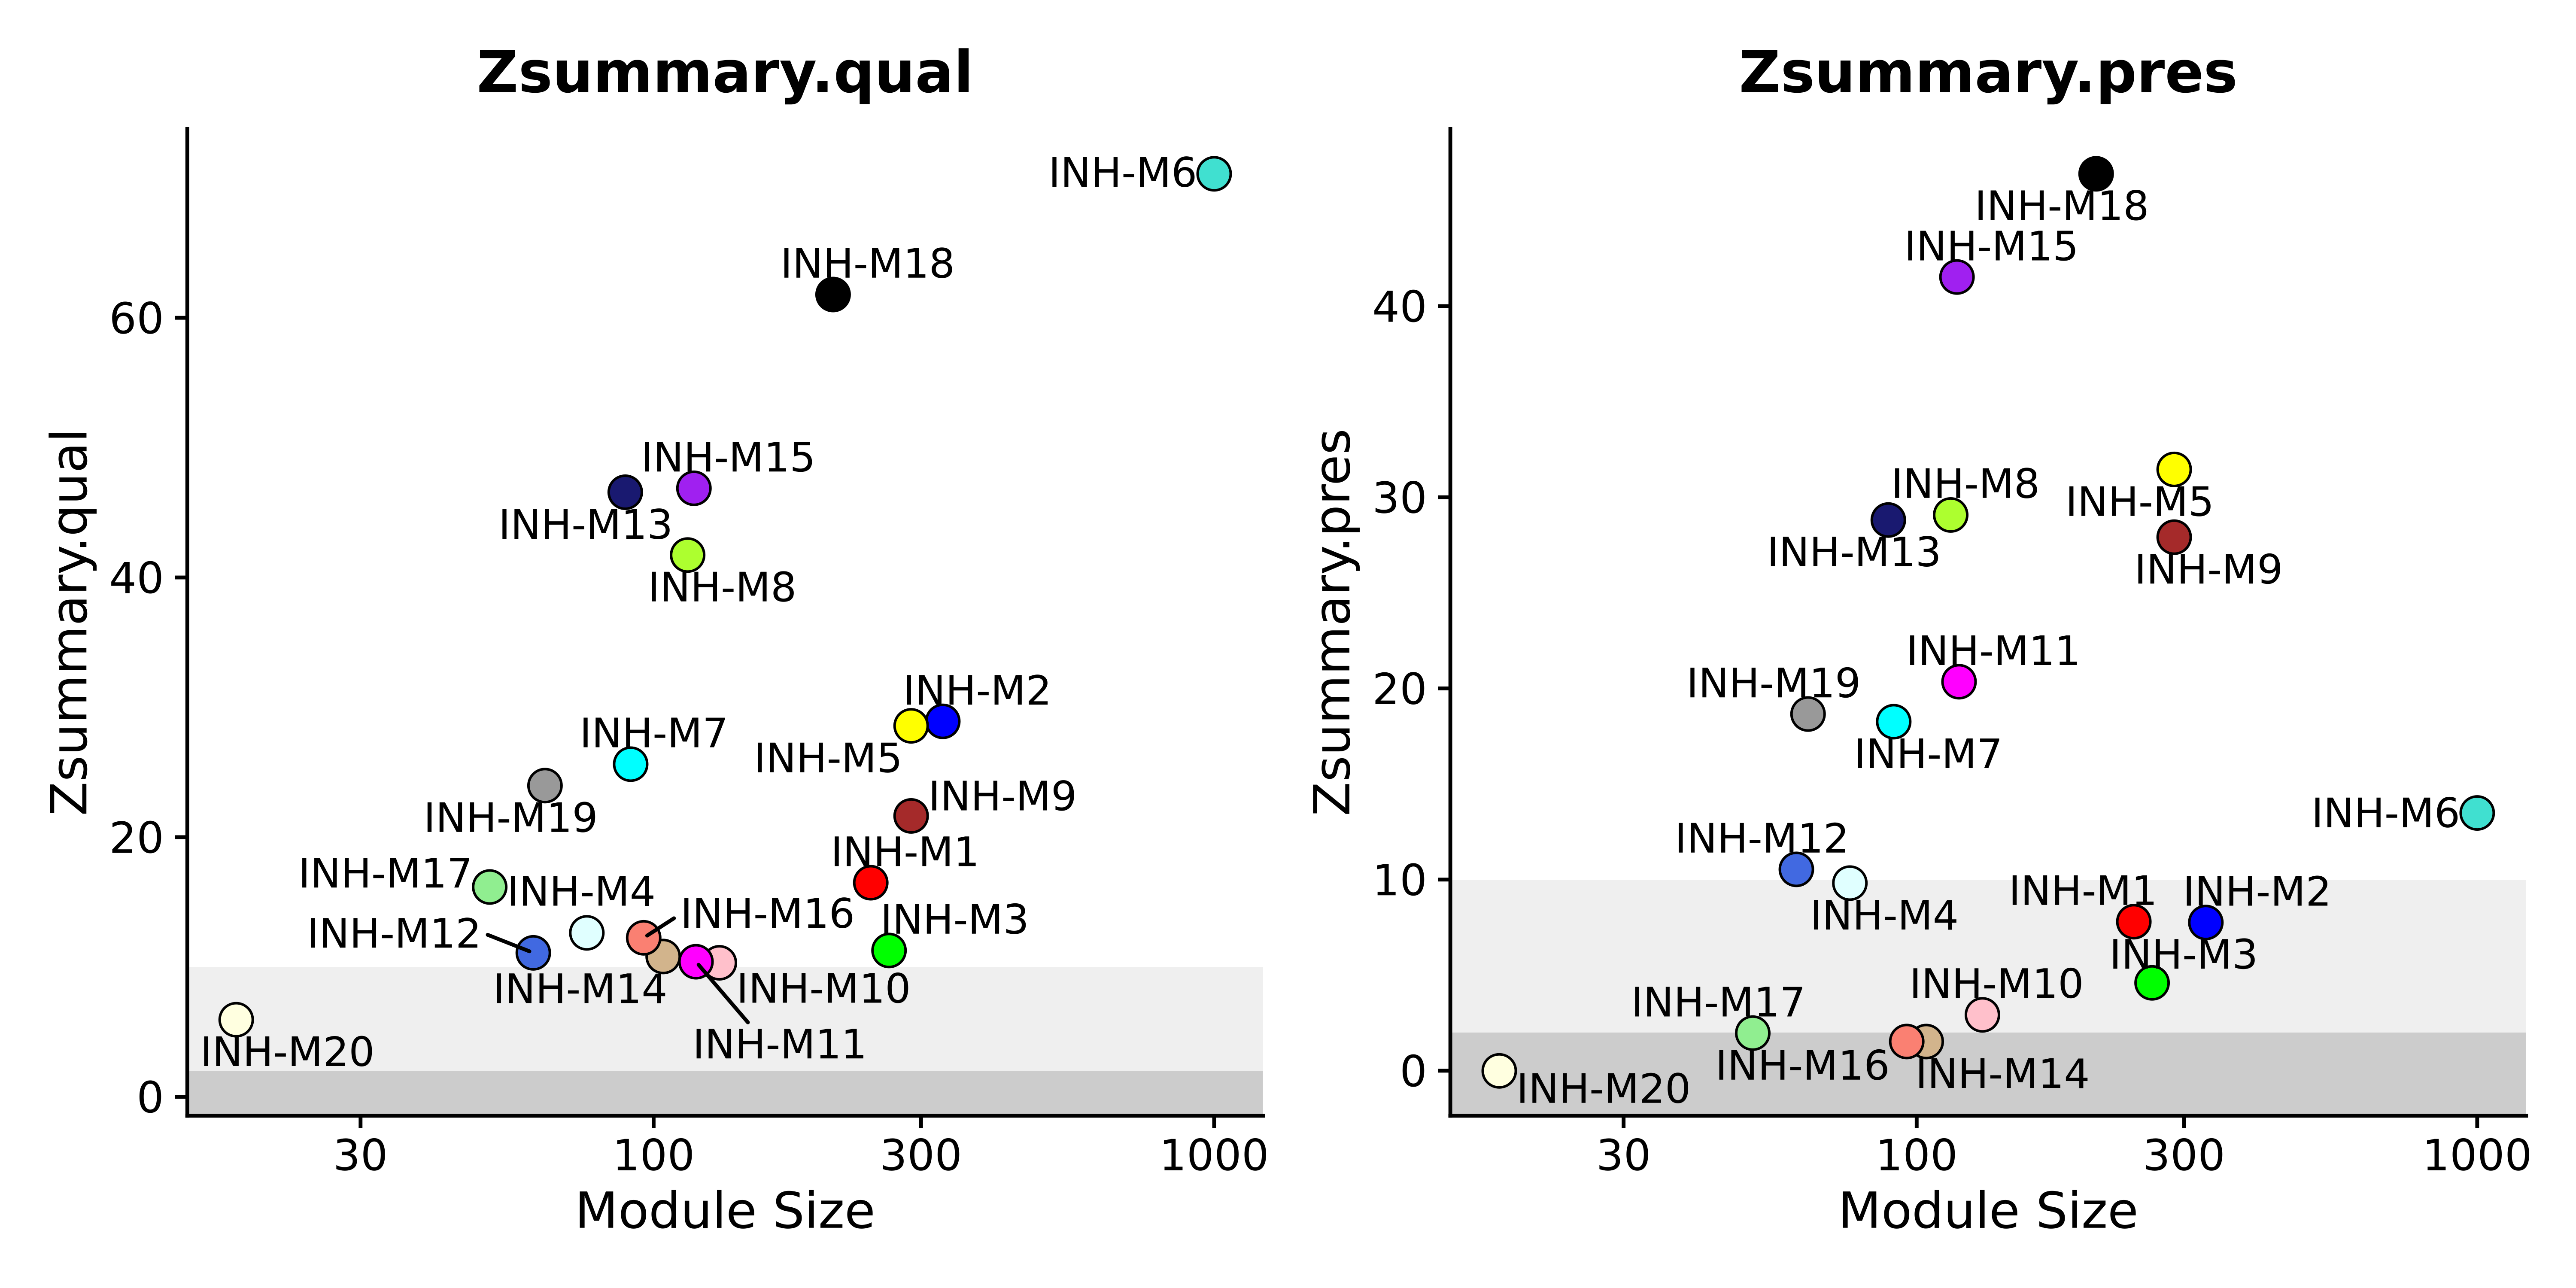 Zsummary.qual
Zsummary.qual
INH-M6
INH-M18
60
INH-M15
INH-M13
40
INH-M8
INH-M2
INH-M7
INH-M5
INH-M9
INH-M19
20
INH-M1
INH-M17
INH-M4
INH-M16
INH-M3
INH-M12
INH-M14
INH-M10
INH-M11
INH-M20
0
30 100 300 1000
Module Size
Zsummary.pres
Zsummary.pres
INH-M18
INH-M15
40
INH-M8
30
INH-M5
INH-M13
INH-M9
INH-M11
INH-M19
20
INH-M7
INH-M6
INH-M12
10
INH-M1
INH-M2
INH-M4
INH-M3
INH-M10
INH-M17
INH-M16
0
INH-M14
INH-M20
30 100 300 1000
Module Size